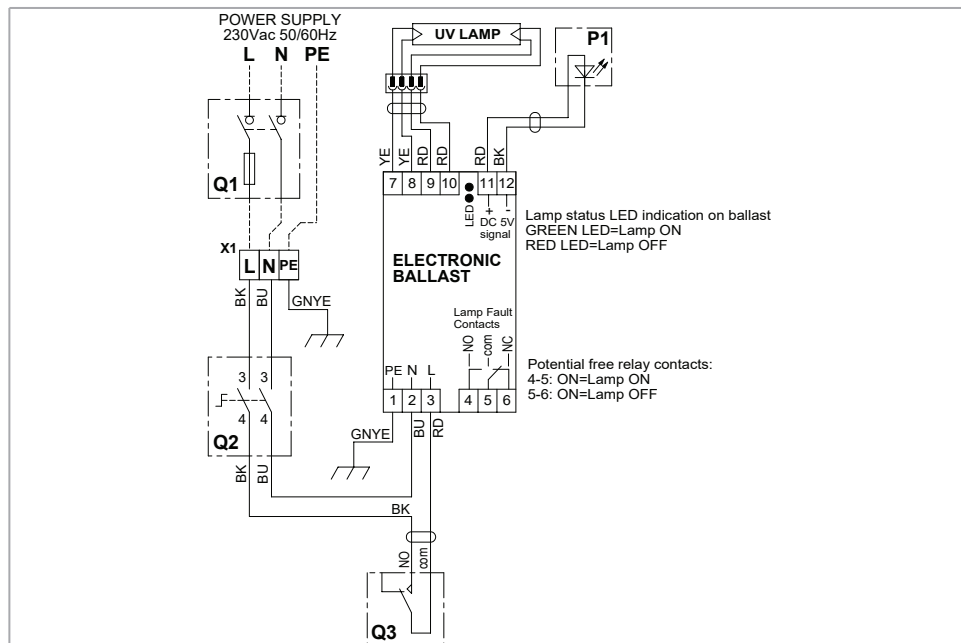 POWER SUPPLY
230Vac 50/60Hz
L N PE
UV LAMP
P1
Q1
YE YE RD RD
RD BK
7 8 9 10 11 12
LED
+ -
DC 5V
signal
Lamp status LED indication on ballast
GREEN LED=Lamp ON
RED LED=Lamp OFF
X1
L N PE
ELECTRONIC
BALLAST
BK BU
GNYE
Lamp Fault
Contacts
NO com NC
Potential free relay contacts:
4-5: ON=Lamp ON
5-6: ON=Lamp OFF
PE N L
1 2 3 4 5 6
3 3
4 4
Q2
GNYE
BU RD
BK BU
BK
NO com
Q3